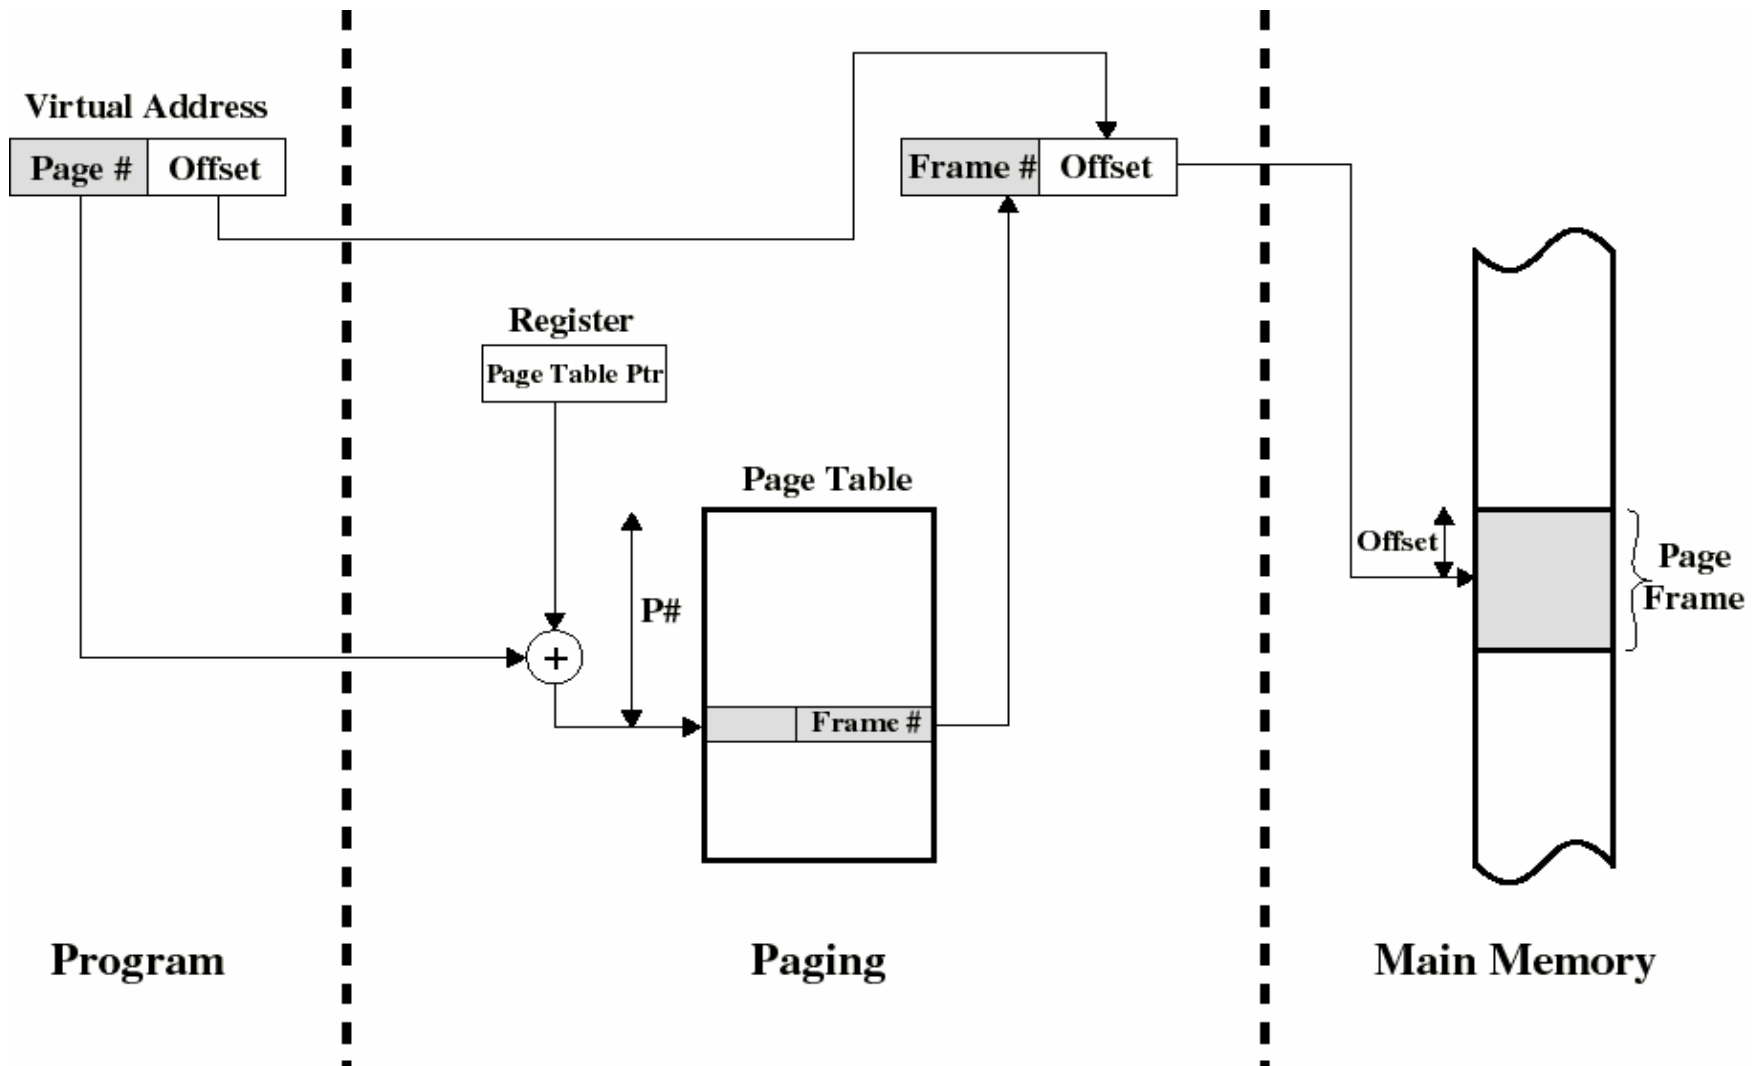 Virtual Address
Page # Offset
Frame # Offset
Register
Page Table Ptr
Page Table
P#
+
Frame #
Offset
Page
Frame
Program
Paging
Main Memory